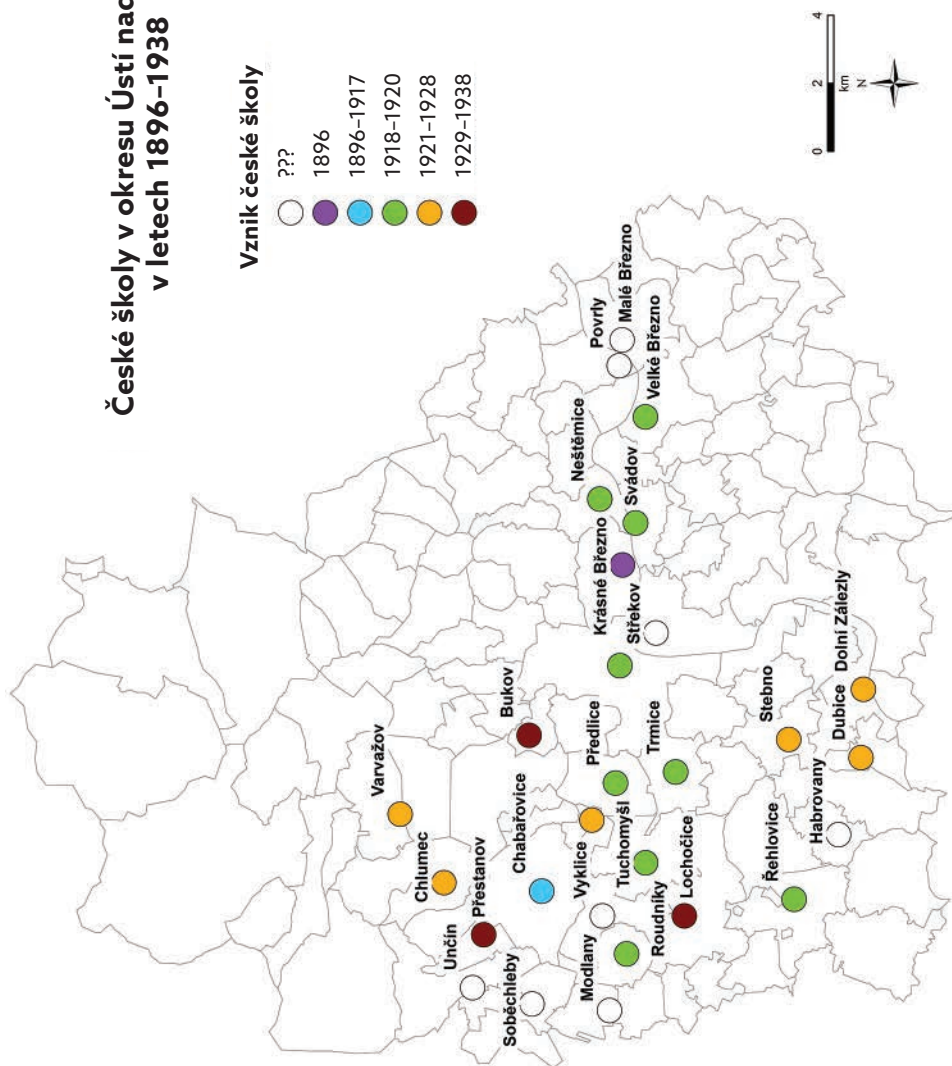 České školy v okresu Ústí nad
v letech 1896–1938
Vznik české školy
???
1896
1896–1917
1918–1920
1921–1928
1929–1938
0
2
4
km
N
Varvažov
Chlumec
Přestanov
Unčín
Soběchleby
Bukov
Chabařovice
Vyklice
Modlany
Předlice
Tuchomyšl
Roudníky
Trmice
Lochočice
Krásné Březno
Střekov
Neštěmice
Svádov
Povrly
Malé Březno
Velké Březno
Stebno
Dolní Zálezly
Dubice
Habrovany
Řehlovice